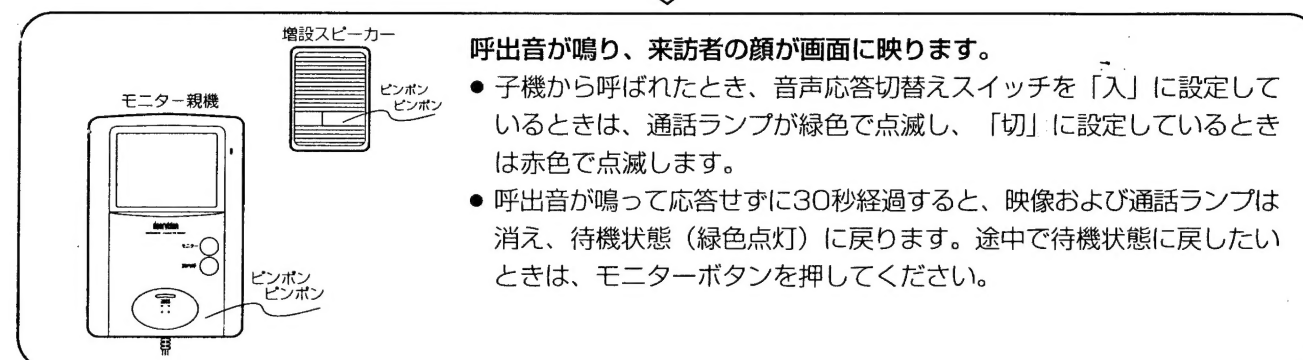 増設スピーカー
ピンポン
ピンポン
モニター親機
モニター
ピンポン
ピンポン
呼出音が鳴り、来訪者の顔が画面に映ります。
● 子機から呼ばれたとき、音声応答切替えスイッチを「入」に設定して
いるときは、通話ランプが緑色で点滅し、「切」に設定しているとき
は赤色で点滅します。
● 呼出音が鳴って応答せずに30秒経過すると、映像および通話ランプは
消え、待機状態（緑色点灯）に戻ります。途中で待機状態に戻したい
ときは、モニターボタンを押してください。